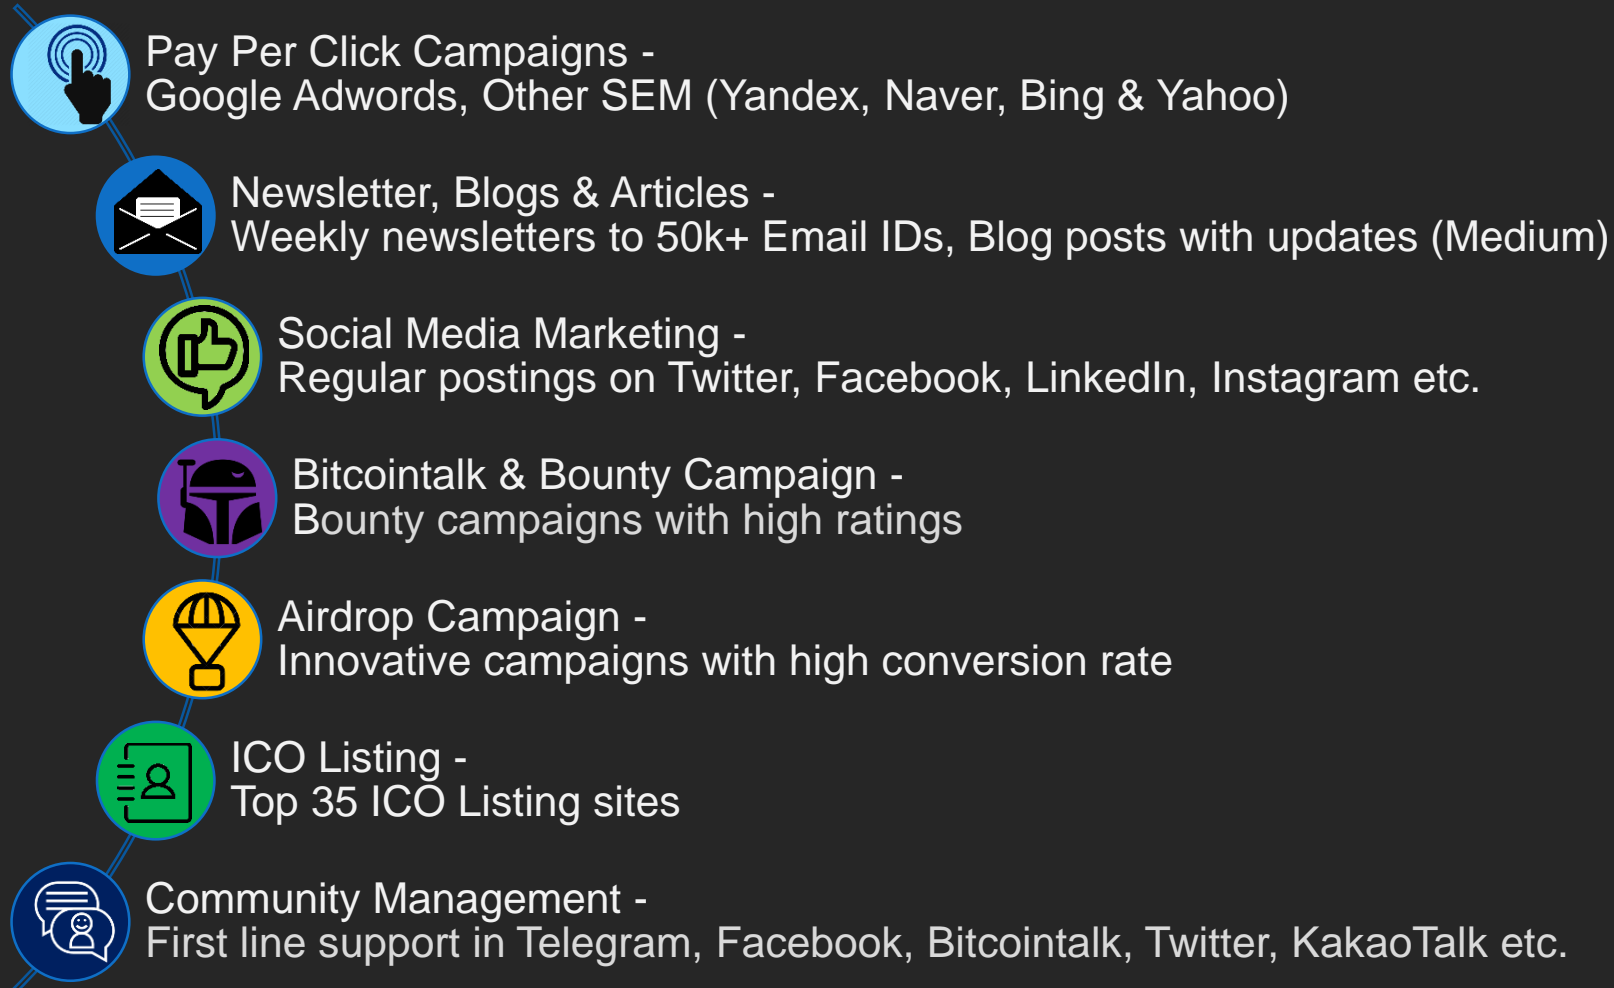 Pay Per Click Campaigns -
Google Adwords, Other SEM (Yandex, Naver, Bing & Yahoo)
Newsletter, Blogs & Articles -
Weekly newsletters to 50k+ Email IDs, Blog posts with updates (Medium)
Social Media Marketing -
Regular postings on Twitter, Facebook, LinkedIn, Instagram etc.
Bitcointalk & Bounty Campaign -
Bounty campaigns with high ratings
Airdrop Campaign -
Innovative campaigns with high conversion rate
ICO Listing -
Top 35 ICO Listing sites
Community Management -
First line support in Telegram, Facebook, Bitcointalk, Twitter, KakaoTalk etc.